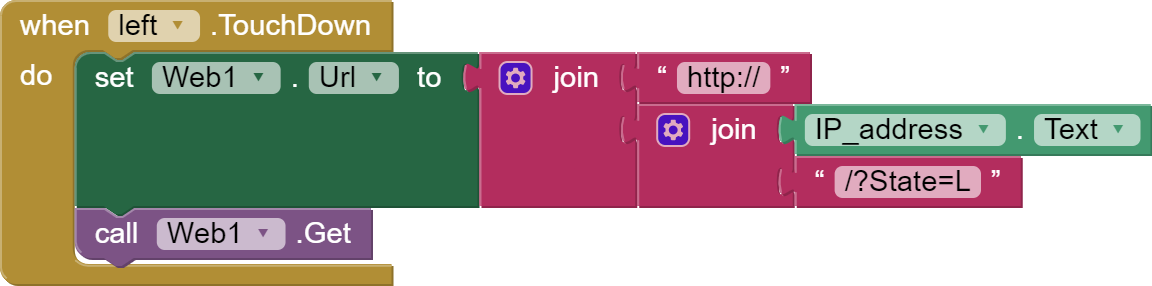 when left .TouchDown
do set Web1 . Url to join “ http:// ”
join IP_address . Text
“ /?State=L ”
call Web1 .Get